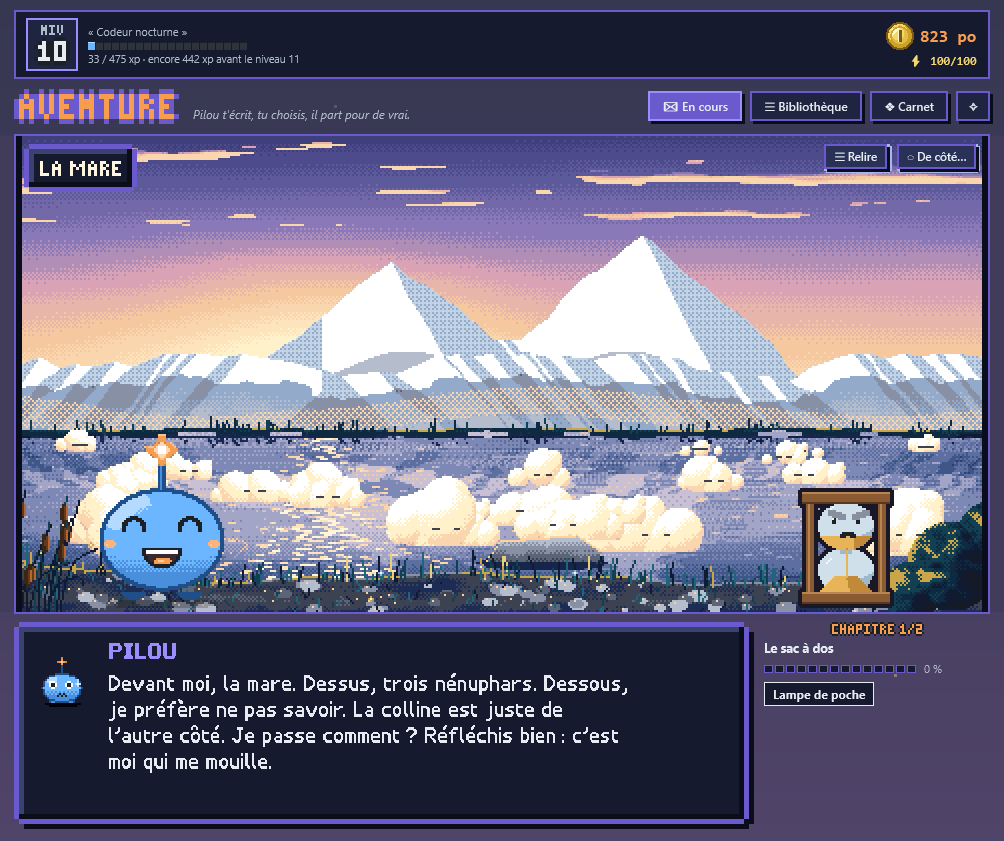 NIV
10
« Codeur nocturne »
33 / 475 xp · encore 442 xp avant le niveau 11
823 po
100/100
AVENTURE
Pilou t'écrit, tu choisis, il part pour de vrai.
En cours
Bibliothèque
Carnet
LA MARE
Relire
De côté…
PILOU
Devant moi, la mare. Dessus, trois nénuphars. Dessous,
je préfère ne pas savoir. La colline est juste de
l'autre côté. Je passe comment ? Réfléchis bien : c'est
moi qui me mouille.
CHAPITRE 1/2
Le sac à dos
0 %
Lampe de poche